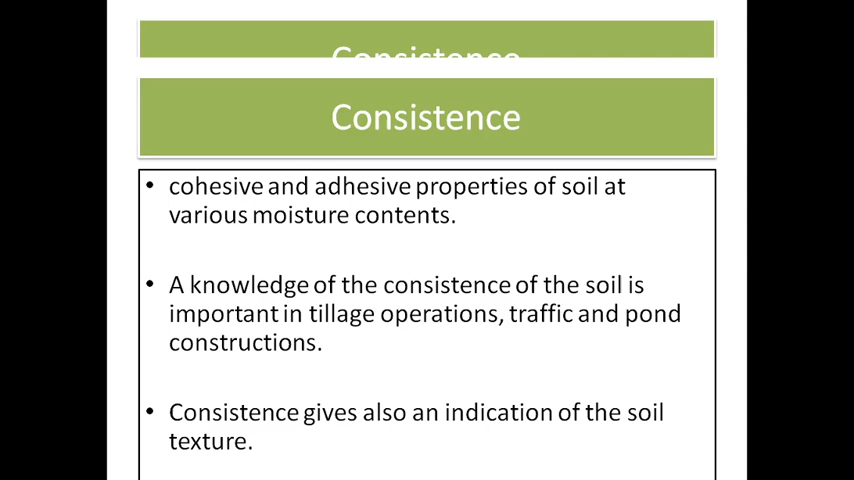 Consistence
Consistence
• cohesive and adhesive properties of soil at
various moisture contents.
• A knowledge of the consistence of the soil is
important in tillage operations, traffic and pond
constructions.
• Consistence gives also an indication of the soil
texture.